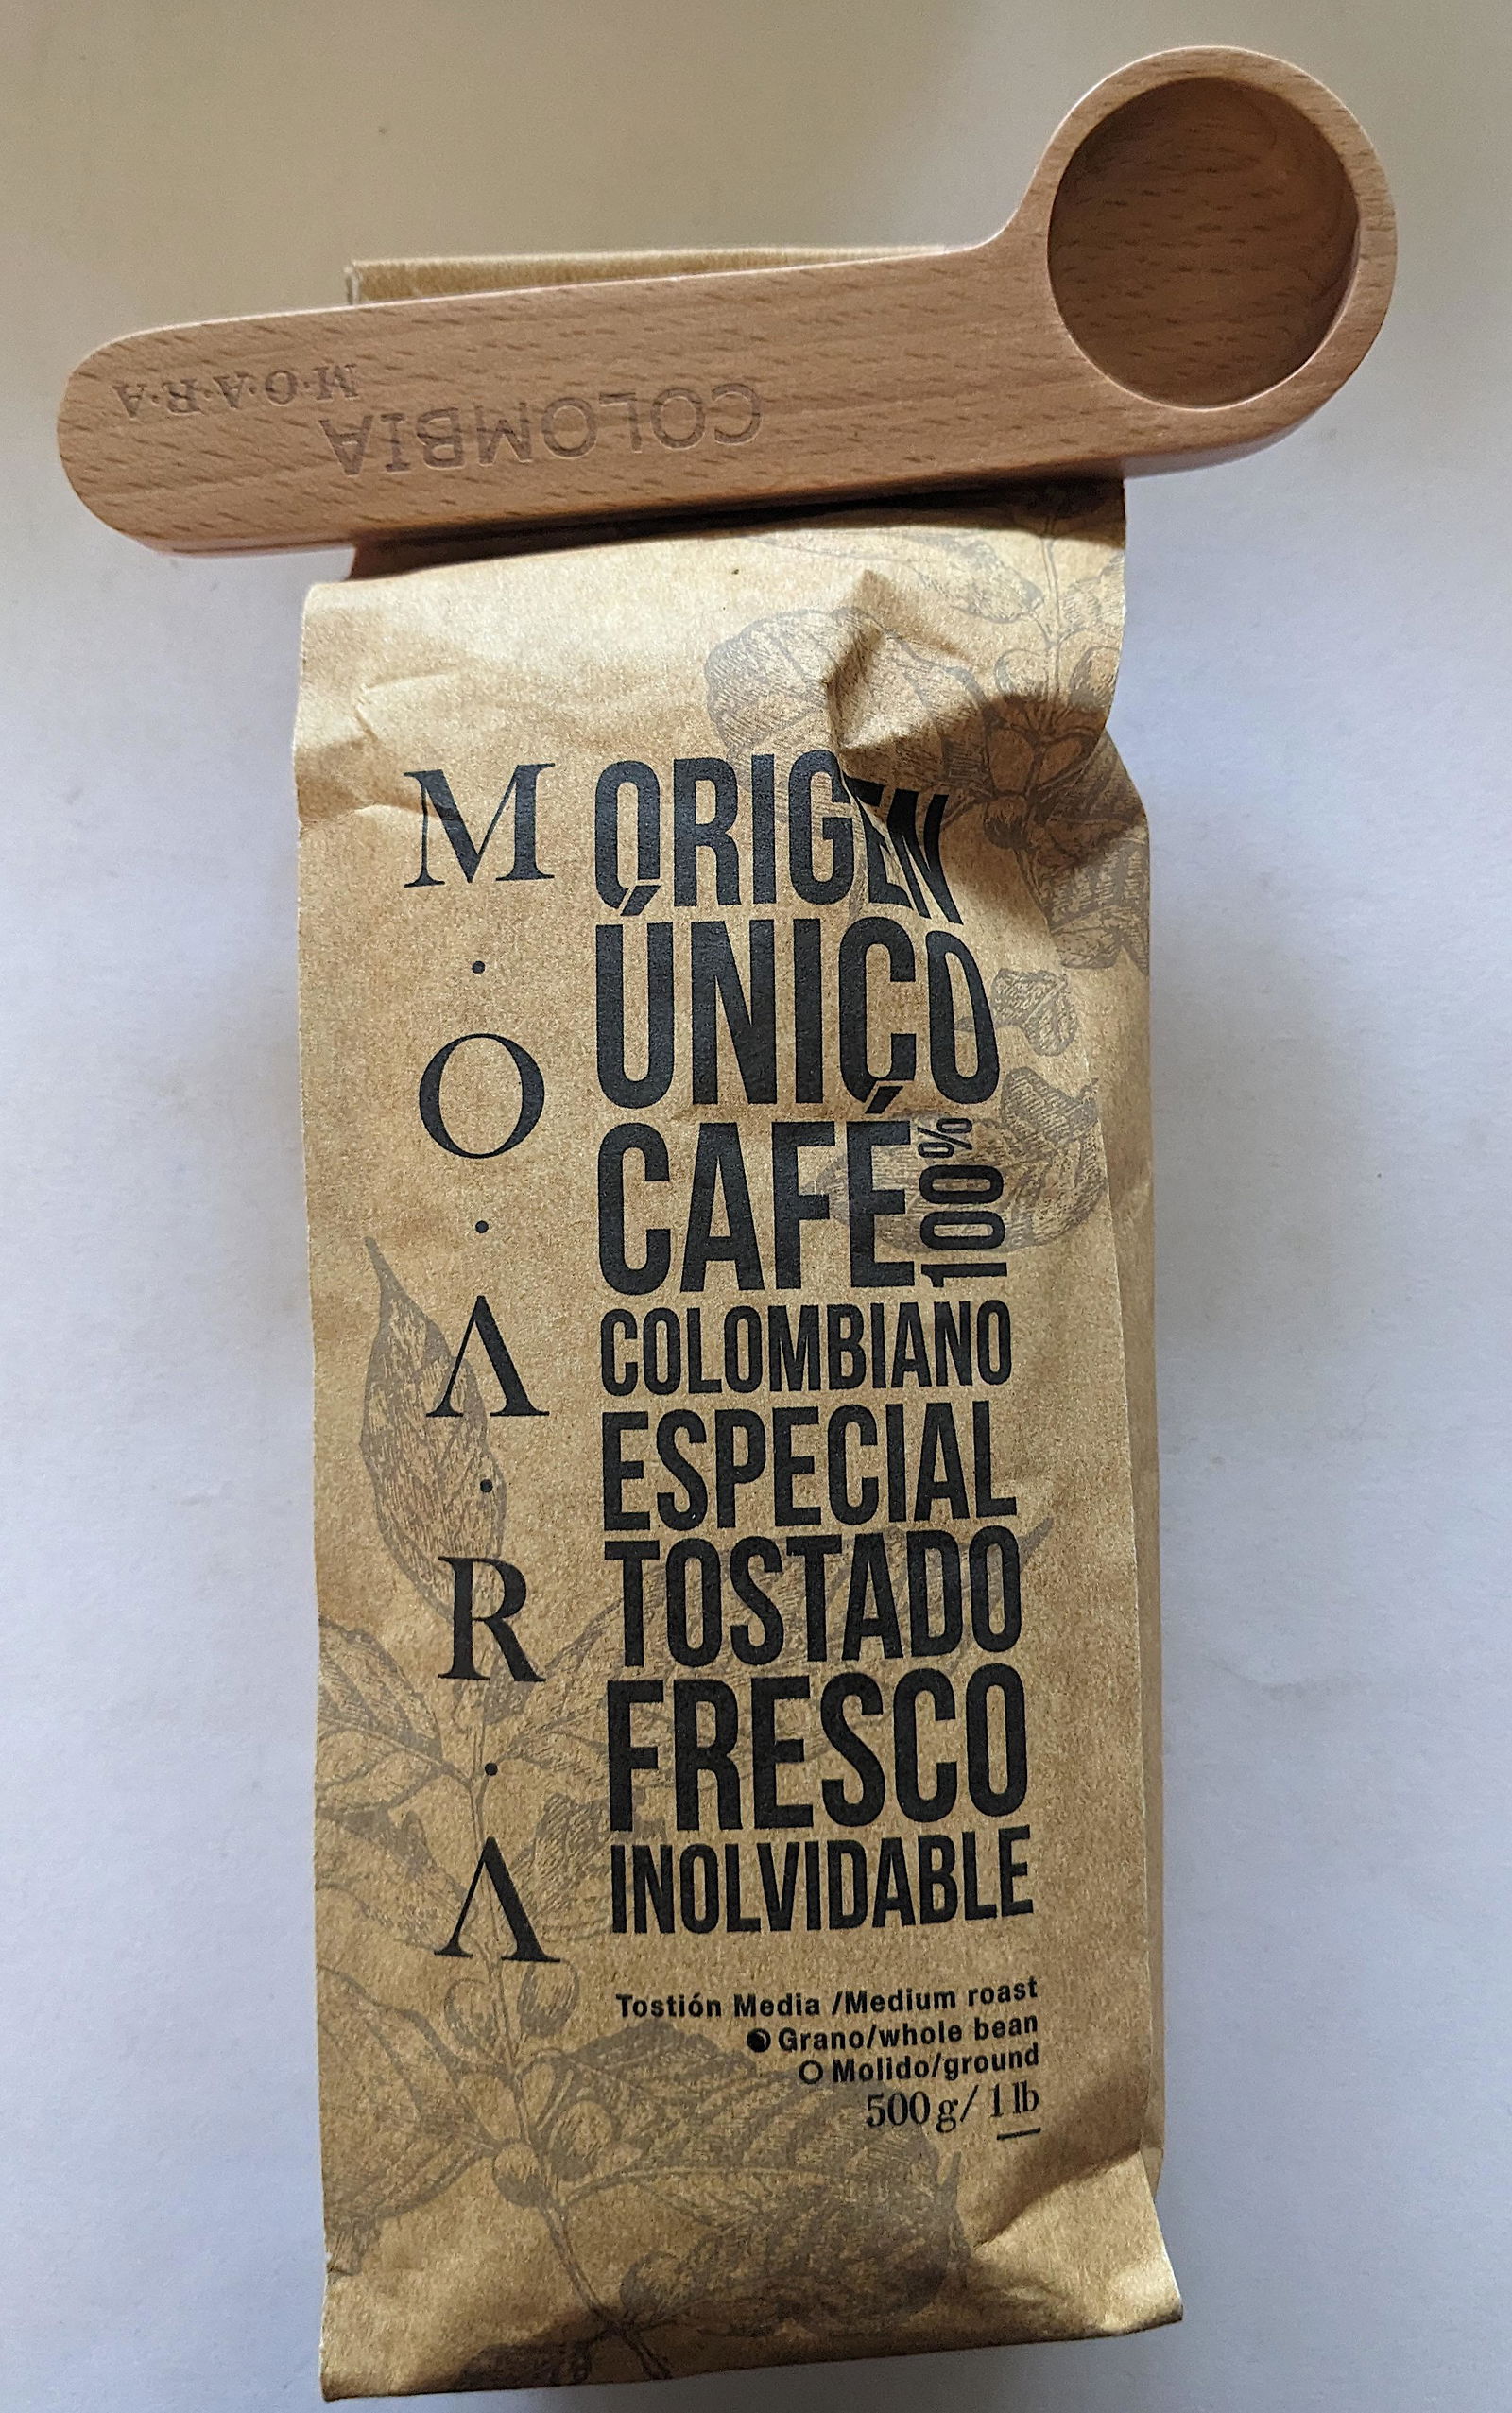 COLOMBIA
M·O·A·R·A
M·O·A·R·A
ORIGEN
ÚNICO
CAFÉ 100%
COLOMBIANO
ESPECIAL
TOSTADO
FRESCO
INOLVIDABLE
Tostión Media /Medium roast
Grano/whole bean
Molido/ground
500g/ 1 lb